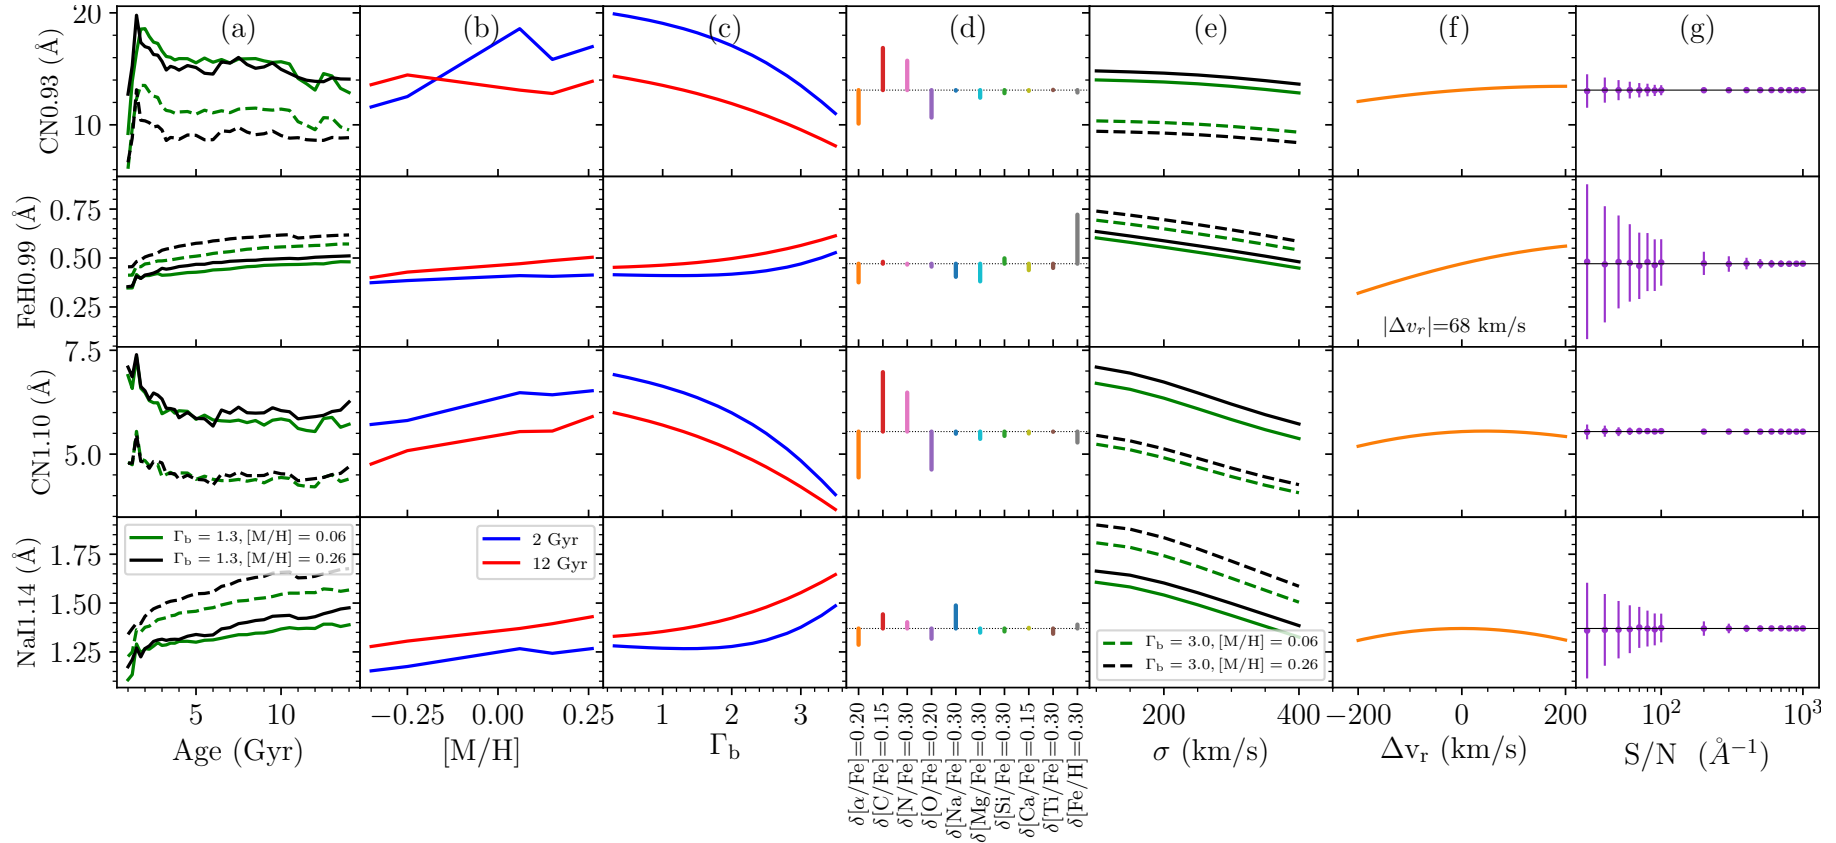 (a) (b) (c) (d) (e) (f) (g)
CN0.93 (Å)
20
10
FeH0.99 (Å)
0.75
0.50
0.25
|Δv_r|=68 km/s
CN1.10 (Å)
7.5
5.0
NaI1.14 (Å)
1.75
1.50
1.25
Γ_b = 1.3, [M/H] = 0.06
Γ_b = 1.3, [M/H] = 0.26
2 Gyr
12 Gyr
Γ_b = 3.0, [M/H] = 0.06
Γ_b = 3.0, [M/H] = 0.26
5 10
Age (Gyr)
−0.25 0.00 0.25
[M/H]
1 2 3
Γ_b
δ[α/Fe]=0.20
δ[C/Fe]=0.15
δ[N/Fe]=0.30
δ[O/Fe]=0.20
δ[Na/Fe]=0.30
δ[Mg/Fe]=0.30
δ[Si/Fe]=0.30
δ[Ca/Fe]=0.15
δ[Ti/Fe]=0.30
δ[Fe/H]=0.30
200 400
σ (km/s)
−200 0 200
Δv_r (km/s)
10² 10³
S/N (Å⁻¹)